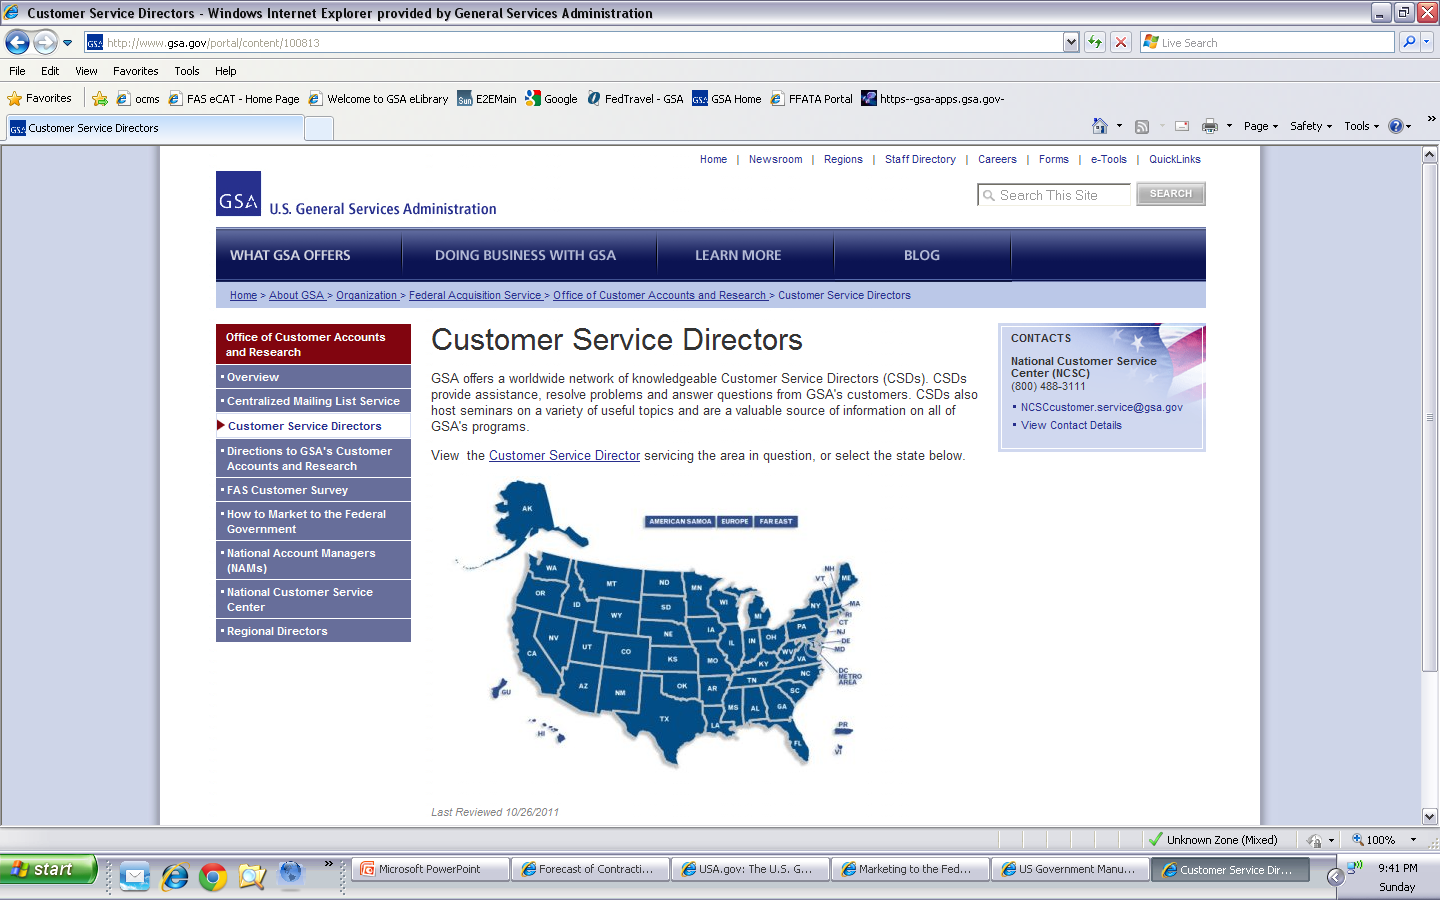 Customer Service Directors - Windows Internet Explorer provided by General Services Administration
GSA http://www.gsa.gov/portal/content/100813
Live Search
File Edit View Favorites Tools Help
Favorites ocms FAS eCAT - Home Page Welcome to GSA eLibrary Sun E2EMain Google FedTravel - GSA GSA GSA Home FFATA Portal https--gsa-apps.gsa.gov-
GSA Customer Service Directors
Page Safety Tools
Home | Newsroom | Regions | Staff Directory | Careers | Forms | e-Tools | QuickLinks
GSA U.S. General Services Administration
Search This Site SEARCH
WHAT GSA OFFERS DOING BUSINESS WITH GSA LEARN MORE BLOG
Home > About GSA > Organization > Federal Acquisition Service > Office of Customer Accounts and Research > Customer Service Directors
Office of Customer Accounts
and Research
Overview
Centralized Mailing List Service
Customer Service Directors
Directions to GSA's Customer
Accounts and Research
FAS Customer Survey
How to Market to the Federal
Government
National Account Managers
(NAMs)
National Customer Service
Center
Regional Directors
Customer Service Directors
GSA offers a worldwide network of knowledgeable Customer Service Directors (CSDs). CSDs
provide assistance, resolve problems and answer questions from GSA's customers. CSDs also
host seminars on a variety of useful topics and are a valuable source of information on all of
GSA's programs.
View the Customer Service Director servicing the area in question, or select the state below.
AK
AMERICAN SAMOA EUROPE FAR EAST
WA MT ND MN WI MI NH VT ME
OR ID WY SD NY MA
RI
CT
NV UT CO NE IA IL IN OH PA NJ
DE
CA KS MO KY WV VA MD
DC
METRO
AREA
AZ NM OK AR TN NC
SC
GU TX LA MS AL GA
HI FL PR
VI
Last Reviewed 10/26/2011
CONTACTS
National Customer Service
Center (NCSC)
(800) 488-3111
NCSCcustomer.service@gsa.gov
View Contact Details
Unknown Zone (Mixed) 100%
start Microsoft PowerPoint Forecast of Contracti... USA.gov: The U.S. G... Marketing to the Fed... US Government Manu... Customer Service Dir... 9:41 PM
Sunday